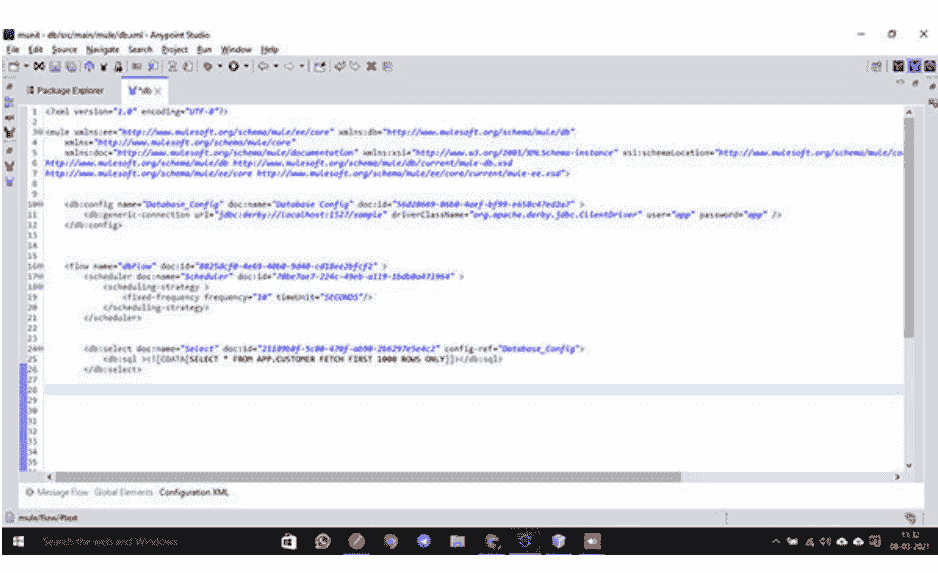 munit - db/src/main/mule/db.xml - Anypoint Studio
File Edit Source Navigate Search Project Run Window Help
Package Explorer
*db
1 <?xml version="1.0" encoding="UTF-8"?>
2
3 <mule xmlns:ee="http://www.mulesoft.org/schema/mule/ee/core" xmlns:db="http://www.mulesoft.org/schema/mule/db"
4 xmlns="http://www.mulesoft.org/schema/mule/core"
5 xmlns:doc="http://www.mulesoft.org/schema/mule/documentation" xmlns:xsi="http://www.w3.org/2001/XMLSchema-instance" xsi:schemaLocation="http://www.mulesoft.org/schema/mule/co
6 http://www.mulesoft.org/schema/mule/db http://www.mulesoft.org/schema/mule/db/current/mule-db.xsd
7 http://www.mulesoft.org/schema/mule/ee/core http://www.mulesoft.org/schema/mule/ee/core/current/mule-ee.xsd">
8
9
10 <db:config name="Database_Config" doc:name="Database Config" >
11 <db:generic-connection url="jdbc:derby://localhost:1527/sample" driverClassName="org.apache.derby.jdbc.ClientDriver" user="app" password="app" />
12 </db:config>
13
14
15
16 <flow name="dbFlow" >
17 <scheduler doc:name="Scheduler" >
18 <scheduling-strategy >
19 <fixed-frequency frequency="10" timeUnit="SECONDS"/>
20 </scheduling-strategy>
21 </scheduler>
22
23
24 <db:select doc:name="Select" config-ref="Database_Config">
25 <db:sql ><![CDATA[SELECT * FROM APP.CUSTOMER FETCH FIRST 1000 ROWS ONLY]]></db:sql>
26 </db:select>
27
28
29
30
31
32
33
34
35
Message Flow Global Elements Configuration XML
mule/flow/#text
Search the web and Windows
11:32